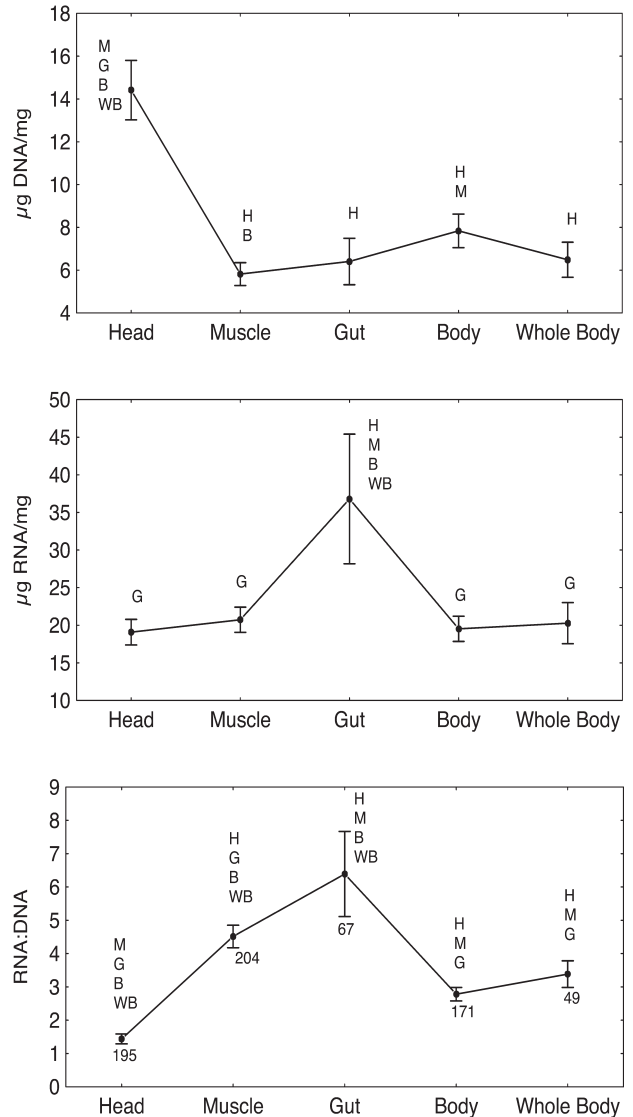 18
16
14
12
10
8
6
4
µg DNA/mg
M
G
B
WB
H
B
H
H
M
H
Head Muscle Gut Body Whole Body
50
45
40
35
30
25
20
15
10
µg RNA/mg
G
G
H
M
B
WB
G
G
Head Muscle Gut Body Whole Body
9
8
7
6
5
4
3
2
1
0
RNA:DNA
M
G
B
WB
195
H
G
B
WB
204
H
M
B
WB
67
H
M
G
171
H
M
G
49
Head Muscle Gut Body Whole Body